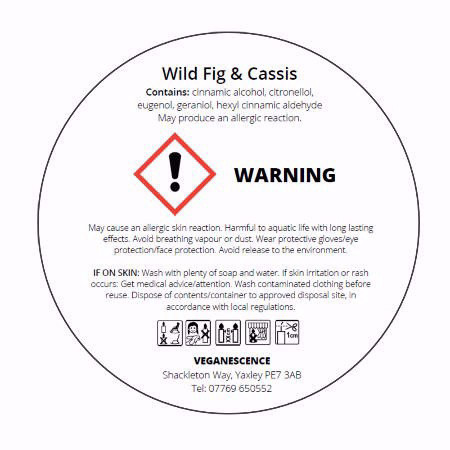 Wild Fig & Cassis
Contains: cinnamic alcohol, citronellol,
eugenol, geraniol, hexyl cinnamic aldehyde
May produce an allergic reaction.
WARNING
May cause an allergic skin reaction. Harmful to aquatic life with long lasting
effects. Avoid breathing vapour or dust. Wear protective gloves/eye
protection/face protection. Avoid release to the environment.
IF ON SKIN: Wash with plenty of soap and water. If skin irritation or rash
occurs: Get medical advice/attention. Wash contaminated clothing before
reuse. Dispose of contents/container to approved disposal site, in
accordance with local regulations.
1cm
VEGANESCENCE
Shackleton Way, Yaxley PE7 3AB
Tel: 07769 650552